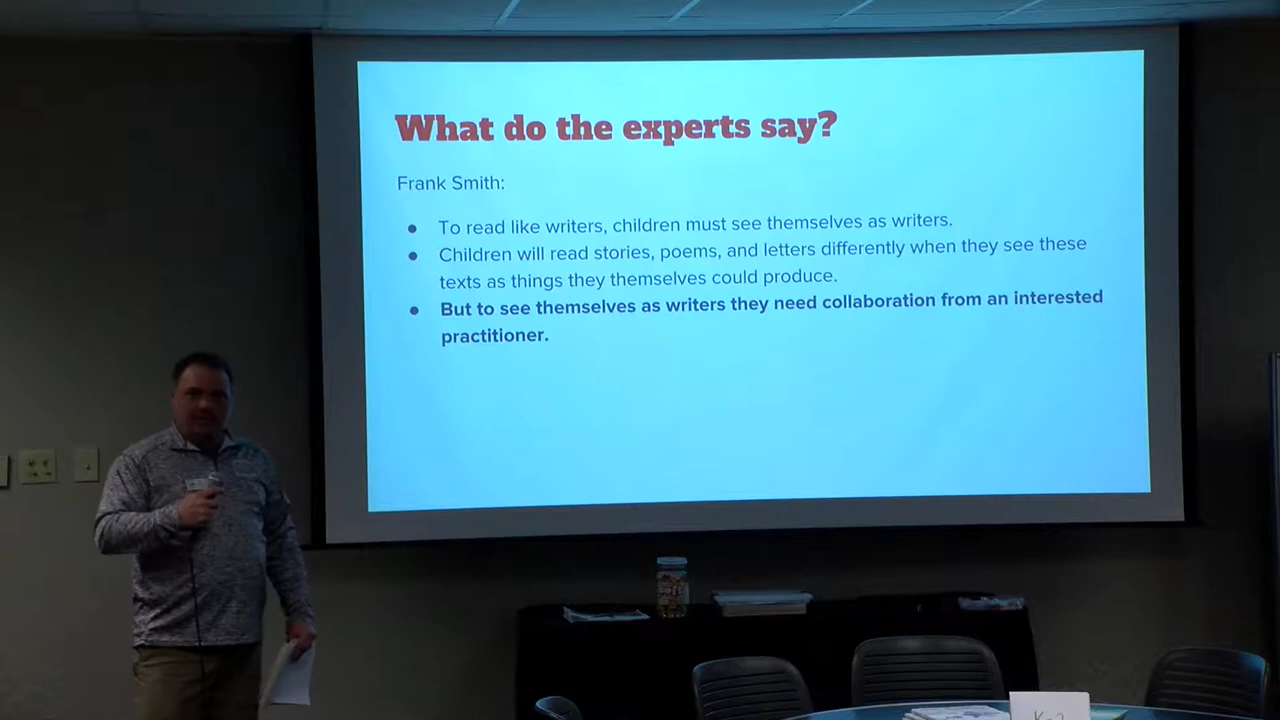 What do the experts say?
Frank Smith:
To read like writers, children must see themselves as writers.
Children will read stories, poems, and letters differently when they see these
texts as things they themselves could produce.
But to see themselves as writers they need collaboration from an interested
practitioner.